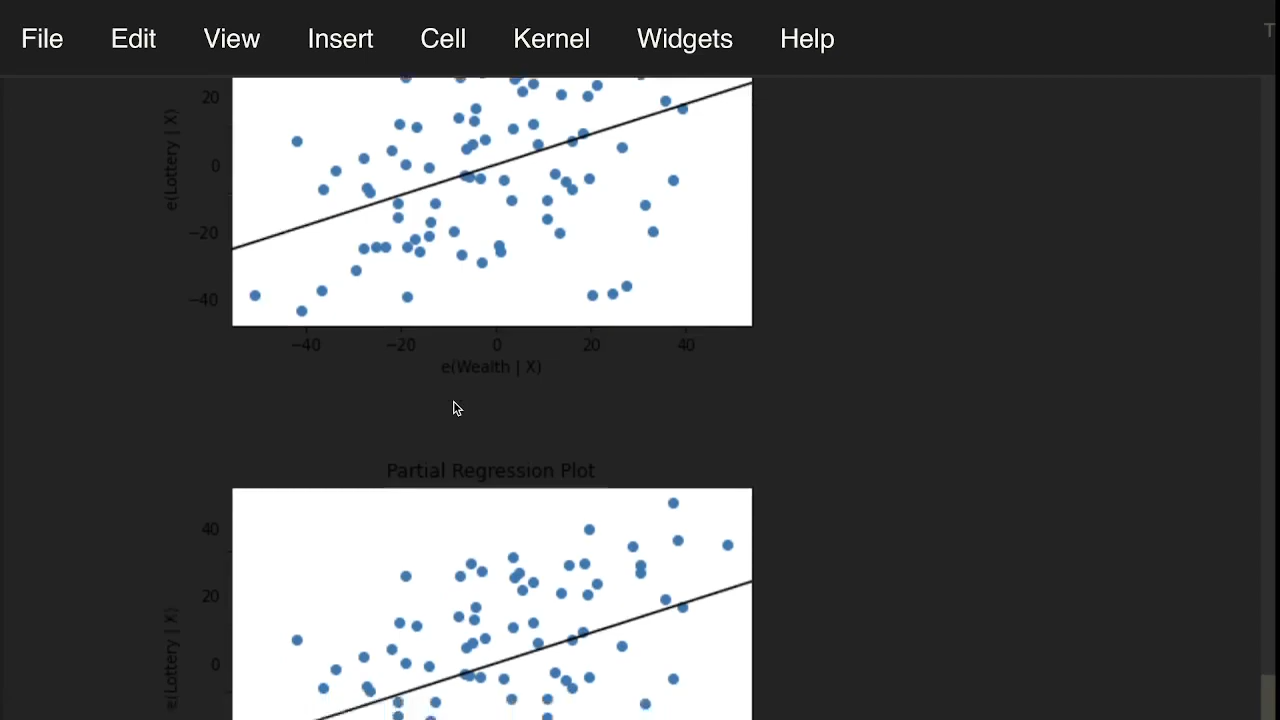 File Edit View Insert Cell Kernel Widgets Help
T
20
0
−20
−40
e(Lottery | X)
−40 −20 0 20 40
e(Wealth | X)
Partial Regression Plot
40
20
0
e(Lottery | X)